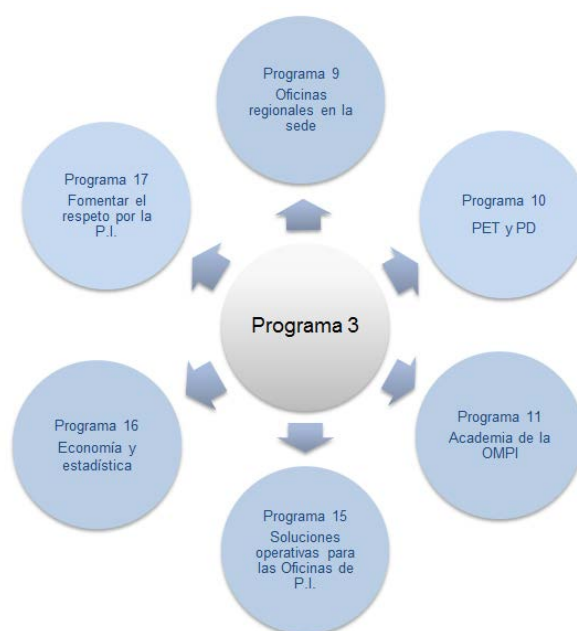 Programa 9
Oficinas
regionales en la
sede
Programa 17
Fomentar el
respeto por la
P.I.
Programa 10
PET y PD
Programa 3
Programa 16
Economía y
estadística
Programa 11
Academia de la
OMPI
Programa 15
Soluciones
operativas para
las Oficinas de
P.I.